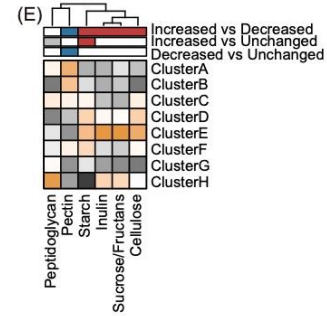 (E)
Increased vs Decreased
Increased vs Unchanged
Decreased vs Unchanged
ClusterA
ClusterB
ClusterC
ClusterD
ClusterE
ClusterF
ClusterG
ClusterH
Peptidoglycan
Pectin
Starch
Inulin
Sucrose/Fructans
Cellulose